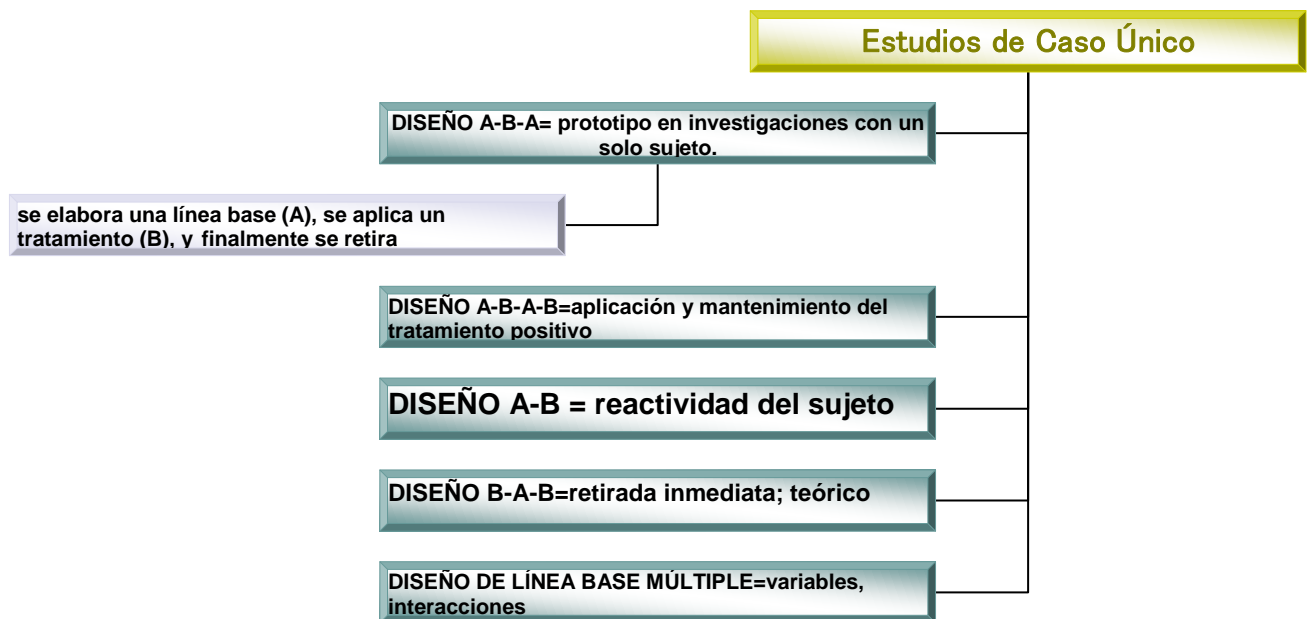 Estudios de Caso Único
DISEÑO A-B-A= prototipo en investigaciones con un
solo sujeto.
se elabora una línea base (A), se aplica un
tratamiento (B), y finalmente se retira
DISEÑO A-B-A-B=aplicación y mantenimiento del
tratamiento positivo
DISEÑO A-B = reactividad del sujeto
DISEÑO B-A-B=retirada inmediata; teórico
DISEÑO DE LÍNEA BASE MÚLTIPLE=variables,
interacciones